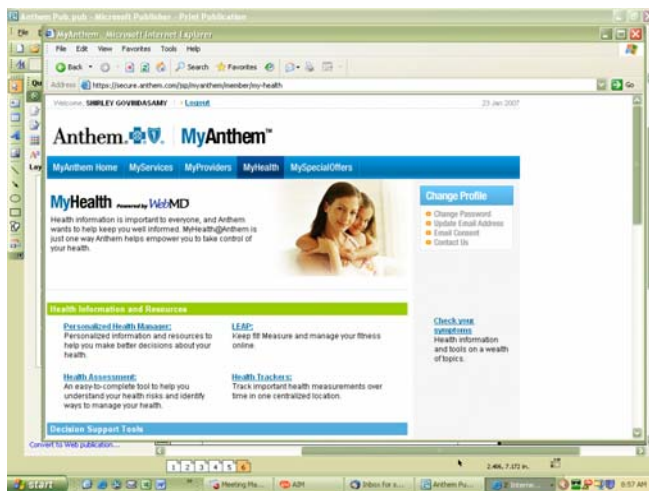 Anthem Pub.pub - Microsoft Publisher - Print Publication
MyAnthem - Microsoft Internet Explorer
File Edit View Favorites Tools Help
Back Search Favorites
Address https://secure.anthem.com/jsp/myanthem/member/my-health Go
Welcome, SHIRLEY GOVINDASAMY Logout 23 Jan 2007
Anthem. MyAnthem™
MyAnthem Home MyServices MyProviders MyHealth MySpecialOffers
MyHealth Powered by WebMD
Health information is important to everyone, and Anthem
wants to help keep you well informed. MyHealth@Anthem is
just one way Anthem helps empower you to take control of
your health.
Change Profile
Change Password
Update Email Address
Email Consent
Contact Us
Health Information and Resources
Personalized Health Manager:
Personalized information and resources to
help you make better decisions about your
health.
LEAP:
Keep fit! Measure and manage your fitness
online.
Check your
symptoms
Health information
and tools on a wealth
of topics.
Health Assessment:
An easy-to-complete tool to help you
understand your health risks and identify
ways to manage your health.
Health Trackers:
Track important health measurements over
time in one centralized location.
Decision Support Tools
Convert to Web publication...
1 2 3 4 5 6
2.406, 7.172 in.
start Meeting Ma... AIM Inbox for s... Anthem Pu... 2 Interne... 8:57 AM